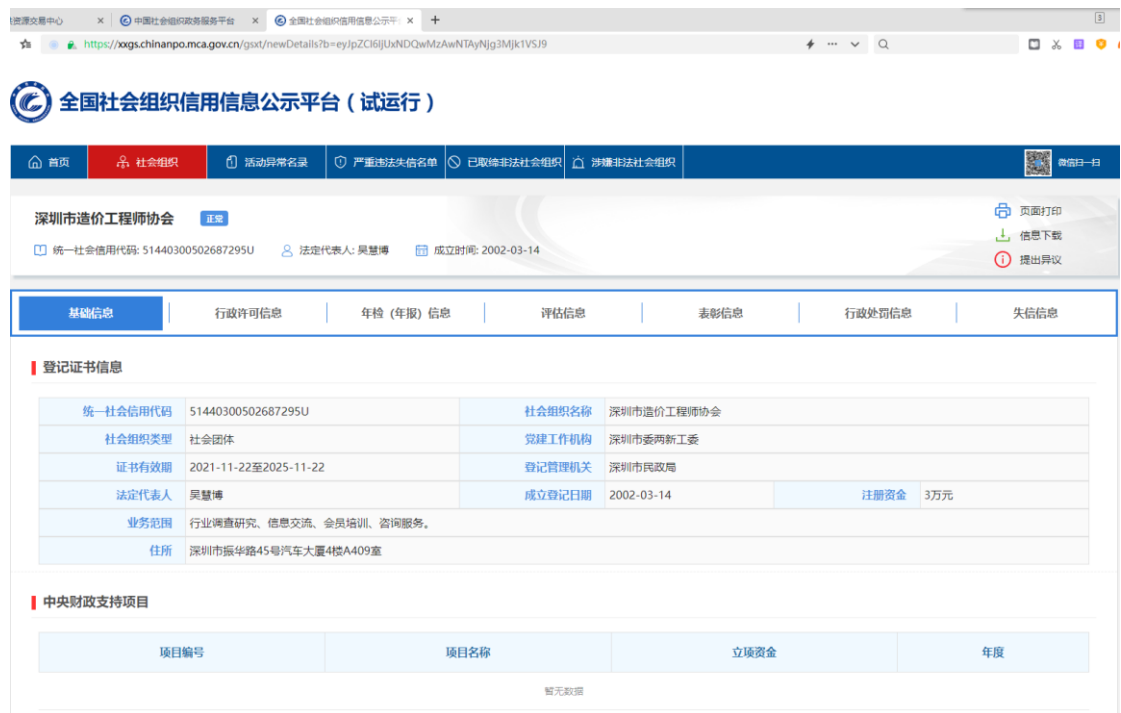 资源交易中心 × 中国社会组织政务服务平台 × 全国社会组织信用信息公示平 × + 3
https://xxgs.chinanpo.mca.gov.cn/gsxt/newDetails?b=eyJpZCI6IjUxNDQwMzAwNTAyNjg3Mjk1VSJ9
全国社会组织信用信息公示平台（试运行）
首页 社会组织 活动异常名录 严重违法失信名单 已取缔非法社会组织 涉嫌非法社会组织 微信扫一扫
深圳市造价工程师协会 正常 页面打印
统一社会信用代码: 51440300502687295U 法定代表人: 吴慧博 成立时间: 2002-03-14 信息下载
提出异议
基础信息 行政许可信息 年检（年报）信息 评估信息 表彰信息 行政处罚信息 失信信息
登记证书信息
统一社会信用代码 51440300502687295U 社会组织名称 深圳市造价工程师协会
社会组织类型 社会团体 党建工作机构 深圳市委两新工委
证书有效期 2021-11-22至2025-11-22 登记管理机关 深圳市民政局
法定代表人 吴慧博 成立登记日期 2002-03-14 注册资金 3万元
业务范围 行业调查研究、信息交流、会员培训、咨询服务。
住所 深圳市振华路45号汽车大厦4楼A409室
中央财政支持项目
项目编号 项目名称 立项资金 年度
暂无数据